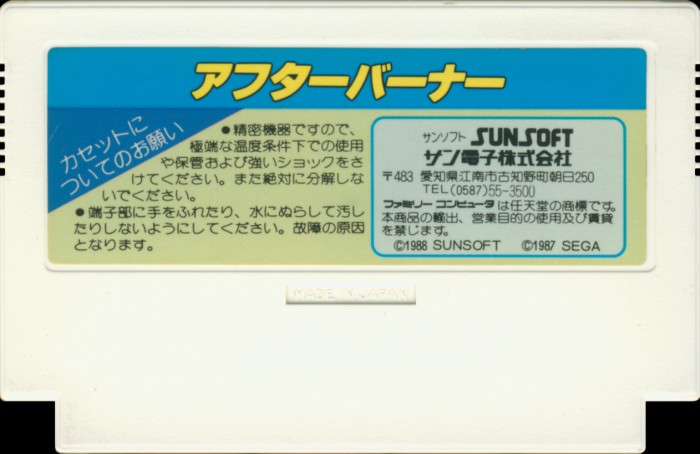 アフターバーナー
カセットに
ついてのお願い
●精密機器ですので、
極端な温度条件下での使用
や保管および強いショックをさ
けてください。また絶対に分解しな
いでください。
●端子部に手をふれたり、水にぬらして汚し
たりしないようにしてください。故障の原因
となります。
サンソフト SUNSOFT
サン電子株式会社
〒483 愛知県江南市古知野町朝日250
TEL(0587)55-3500
ファミリー コンピュータは任天堂の商標です。
本商品の輸出、営業目的の使用及び賃貸
を禁じます。
©1988 SUNSOFT ©1987 SEGA
MADE IN JAPAN